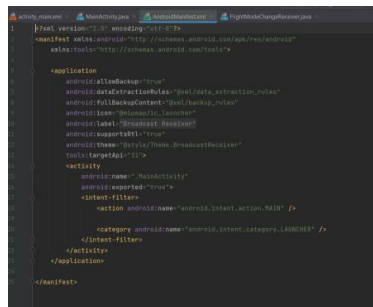 activity_main.xml MainActivity.java AndroidManifest.xml FlightModeChangeReceiver.java
<?xml version="1.0" encoding="utf-8"?>
<manifest xmlns:android="http://schemas.android.com/apk/res/android"
xmlns:tools="http://schemas.android.com/tools">
<application
android:allowBackup="true"
android:dataExtractionRules="@xml/data_extraction_rules"
android:fullBackupContent="@xml/backup_rules"
android:icon="@mipmap/ic_launcher"
android:label="Broadcast Receiver"
android:supportsRtl="true"
android:theme="@style/Theme.BroadcastReceiver"
tools:targetApi="31">
<activity
android:name=".MainActivity"
android:exported="true">
<intent-filter>
<action android:name="android.intent.action.MAIN" />
<category android:name="android.intent.category.LAUNCHER" />
</intent-filter>
</activity>
</application>
</manifest>